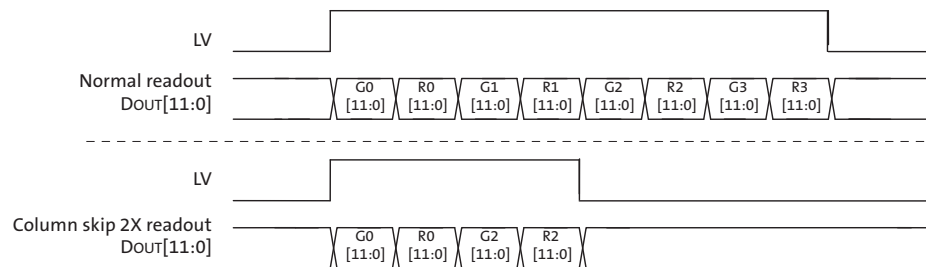 LV
Normal readout
DOUT[11:0]
G0 R0 G1 R1 G2 R2 G3 R3
[11:0] [11:0] [11:0] [11:0] [11:0] [11:0] [11:0] [11:0]
LV
Column skip 2X readout
DOUT[11:0]
G0 R0 G2 R2
[11:0] [11:0] [11:0] [11:0]